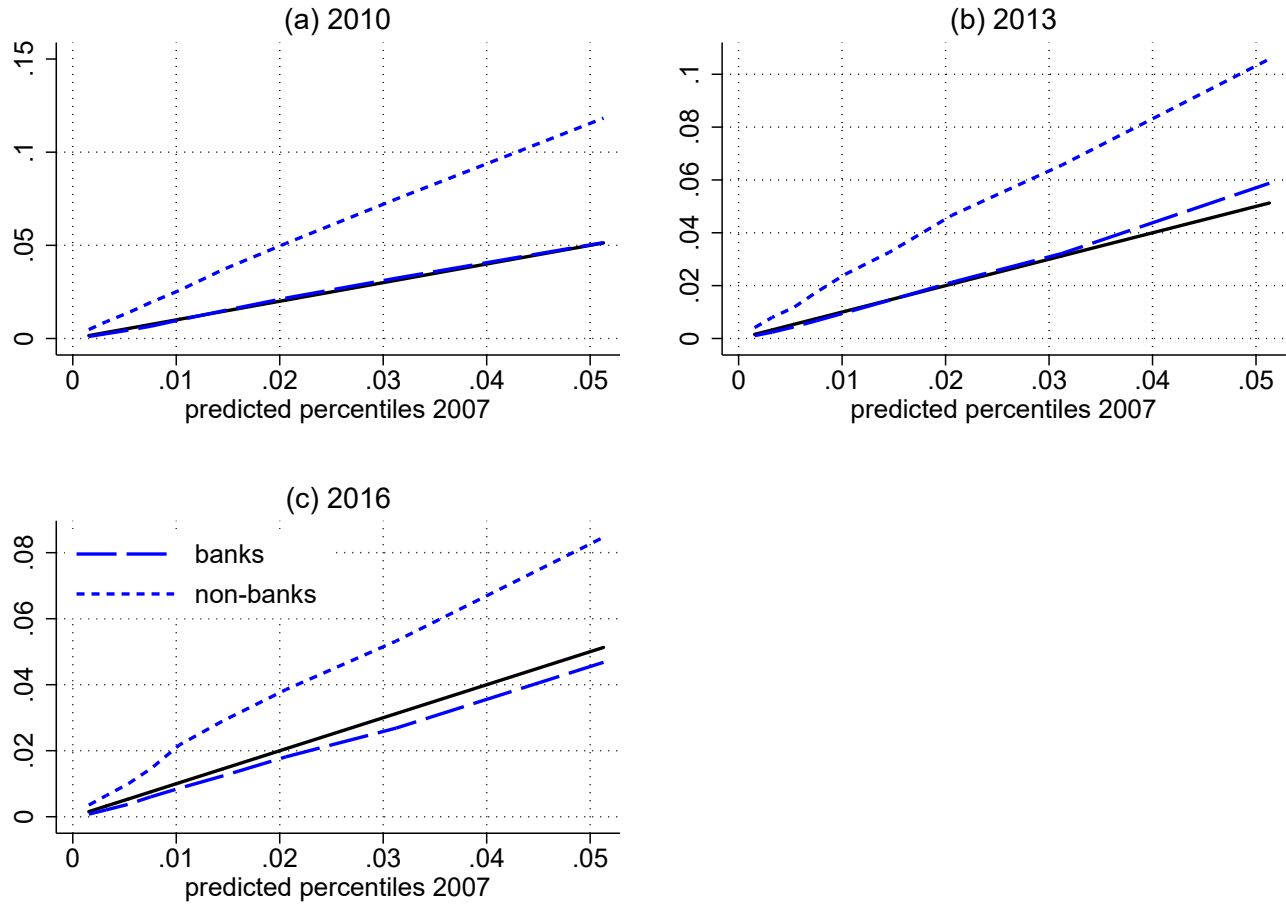 (a) 2010
.15
.1
.05
0
0 .01 .02 .03 .04 .05
predicted percentiles 2007
(b) 2013
.1
.08
.06
.04
.02
0
0 .01 .02 .03 .04 .05
predicted percentiles 2007
(c) 2016
banks
non-banks
.08
.06
.04
.02
0
0 .01 .02 .03 .04 .05
predicted percentiles 2007